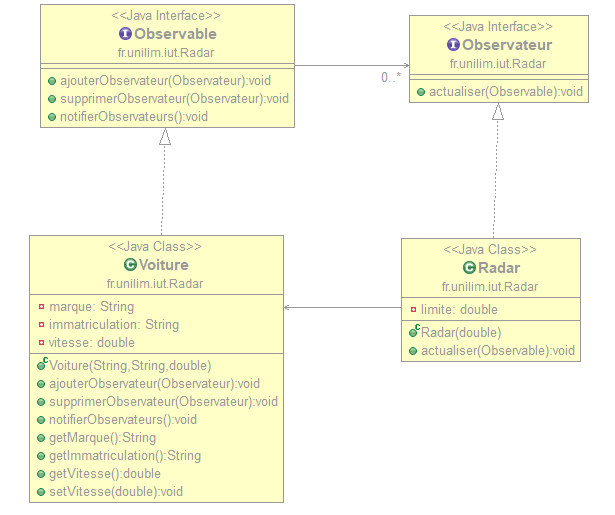 <<Java Interface>>
Observable
fr.unilim.iut.Radar
ajouterObservateur(Observateur):void
supprimerObservateur(Observateur):void
notifierObservateurs():void
<<Java Interface>>
Observateur
fr.unilim.iut.Radar
actualiser(Observable):void
0..*
<<Java Class>>
Voiture
fr.unilim.iut.Radar
marque: String
immatriculation: String
vitesse: double
Voiture(String,String,double)
ajouterObservateur(Observateur):void
supprimerObservateur(Observateur):void
notifierObservateurs():void
getMarque():String
getImmatriculation():String
getVitesse():double
setVitesse(double):void
<<Java Class>>
Radar
fr.unilim.iut.Radar
limite: double
Radar(double)
actualiser(Observable):void